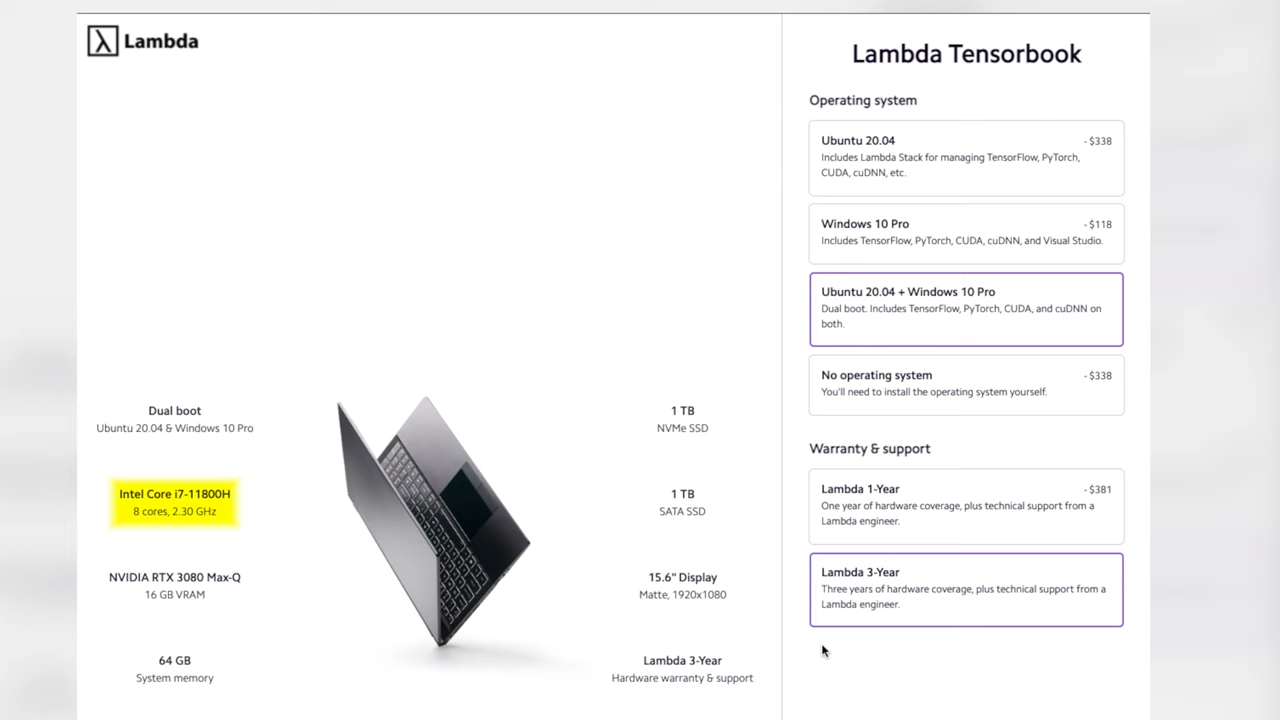 Lambda
Dual boot
Ubuntu 20.04 & Windows 10 Pro
Intel Core i7-11800H
8 cores, 2.30 GHz
NVIDIA RTX 3080 Max-Q
16 GB VRAM
64 GB
System memory
1 TB
NVMe SSD
1 TB
SATA SSD
15.6" Display
Matte, 1920x1080
Lambda 3-Year
Hardware warranty & support
Lambda Tensorbook
Operating system
Ubuntu 20.04 - $338
Includes Lambda Stack for managing TensorFlow, PyTorch,
CUDA, cuDNN, etc.
Windows 10 Pro - $118
Includes TensorFlow, PyTorch, CUDA, cuDNN, and Visual Studio.
Ubuntu 20.04 + Windows 10 Pro
Dual boot. Includes TensorFlow, PyTorch, CUDA, and cuDNN on
both.
No operating system - $338
You'll need to install the operating system yourself.
Warranty & support
Lambda 1-Year - $381
One year of hardware coverage, plus technical support from a
Lambda engineer.
Lambda 3-Year
Three years of hardware coverage, plus technical support from a
Lambda engineer.